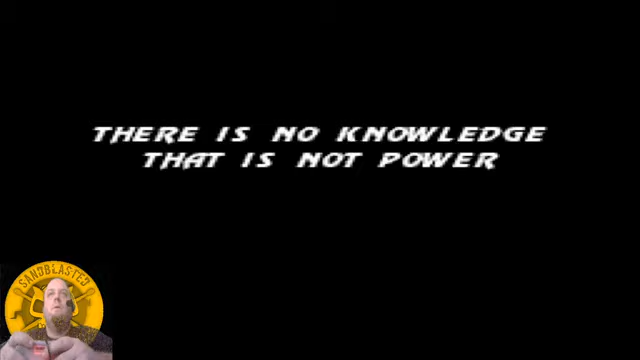 THERE IS NO KNOWLEDGE
THAT IS NOT POWER
SANDBLASTED